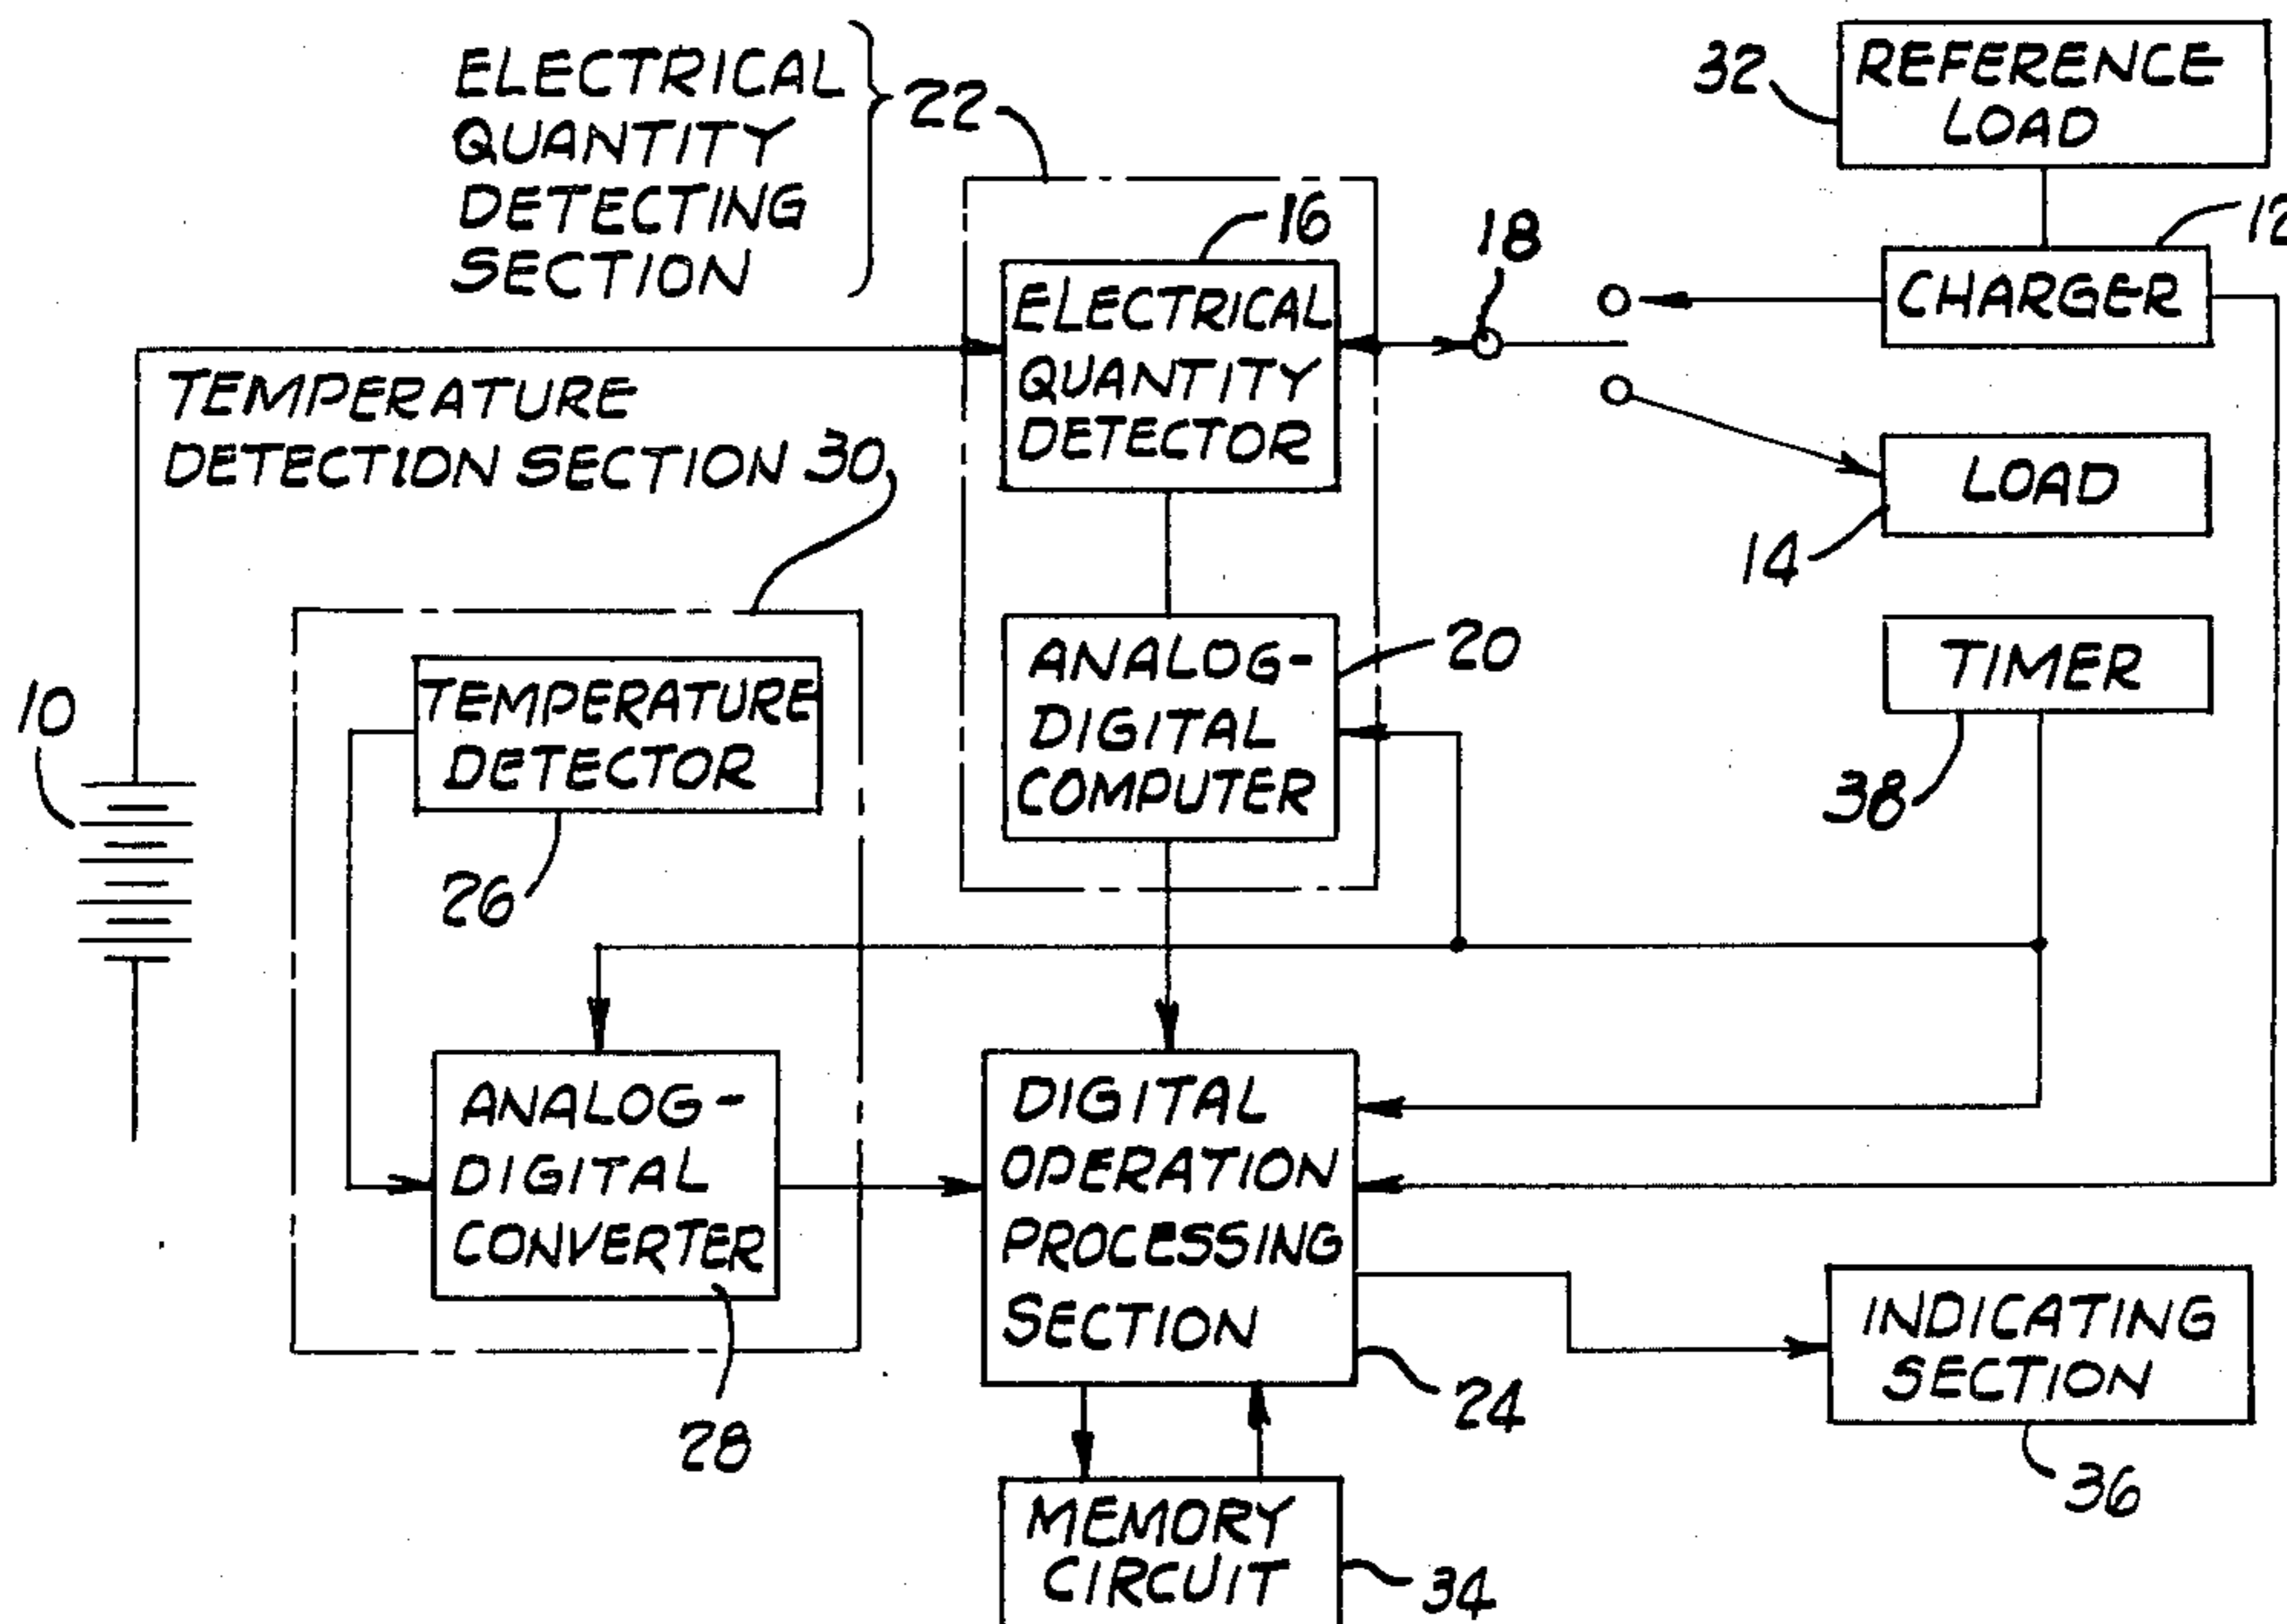 ELECTRICAL
QUANTITY
DETECTING
SECTION
22
32
REFERENCE
LOAD
12
16
18
ELECTRICAL
QUANTITY
DETECTOR
CHARGER
TEMPERATURE
DETECTION SECTION 30
LOAD
14
ANALOG-
DIGITAL
COMPUTER
20
TIMER
38
10
TEMPERATURE
DETECTOR
26
ANALOG-
DIGITAL
CONVERTER
28
DIGITAL
OPERATION
PROCESSING
SECTION
24
INDICATING
SECTION
36
MEMORY
CIRCUIT
34